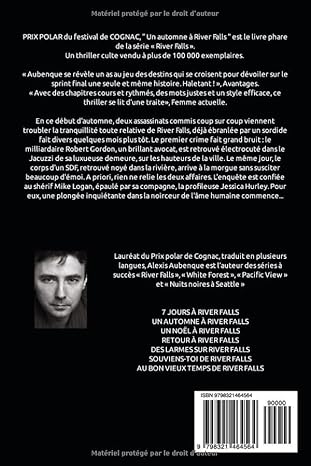 Matériel protégé par le droit d'auteur
PRIX POLAR du festival de COGNAC, " Un automne à River Falls " est le livre phare
de la série « River Falls ».
Un thriller culte vendu à plus de 100 000 exemplaires.
« Aubenque se révèle un as au jeu des destins qui se croisent pour dévoiler sur le
sprint final une seule et même histoire. Haletant ! », Avantages.
« Avec des chapitres courts et rythmés, des mots justes et un style efficace, ce
thriller se lit d'une traite», Femme actuelle.
En ce début d'automne, deux assassinats commis coup sur coup viennent
troubler la tranquillité toute relative de River Falls, déjà ébranlée par un sordide
fait divers quelques mois plus tôt. Le premier crime fait grand bruit : le
milliardaire Robert Gordon, un brillant avocat, est retrouvé électrocuté dans le
Jacuzzi de sa luxueuse demeure, sur les hauteurs de la ville. Le même jour, le
corps d'un SDF, retrouvé noyé dans la rivière, arrive à la morgue sans susciter
beaucoup d'émoi. A priori, rien ne relie les deux affaires. L'enquête est confiée
au shérif Mike Logan, épaulé par sa compagne, la profileuse Jessica Hurley. Pour
eux, une plongée inquiétante dans la noirceur de l'âme humaine commence...
Lauréat du Prix polar de Cognac, traduit en plusieurs
langues, Alexis Aubenque est l'auteur des séries à
succès « River Falls », « White Forest », « Pacific View » et
« Nuits noires à Seattle »
7 JOURS À RIVER FALLS
UN AUTOMNE À RIVER FALLS
UN NOËL À RIVER FALLS
RETOUR À RIVER FALLS
DES LARMES SUR RIVER FALLS
SOUVIENS-TOI DE RIVER FALLS
AU BON VIEUX TEMPS DE RIVER FALLS
ISBN 9798321464564
90000
9 798321 464564
Matériel protégé par le droit d'auteur